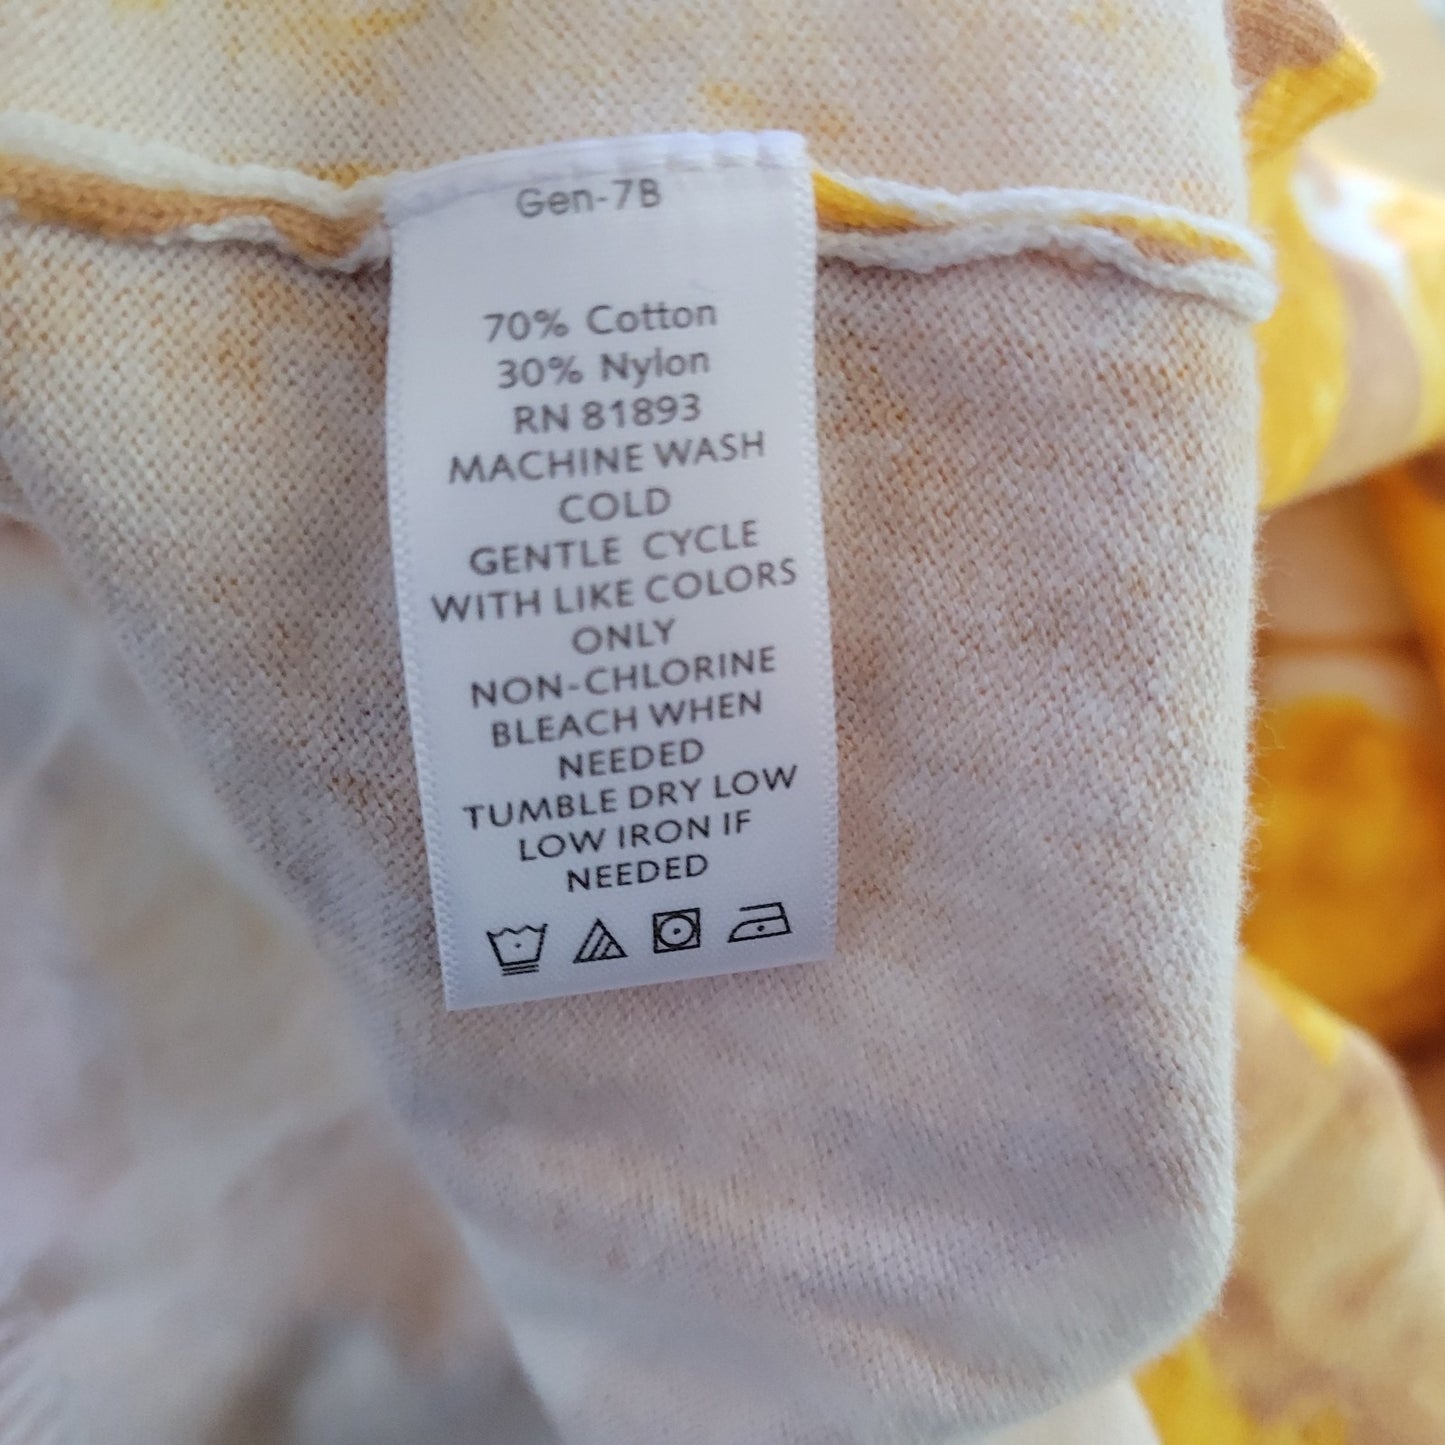 Gen-7B
70% Cotton
30% Nylon
RN 81893
MACHINE WASH
COLD
GENTLE CYCLE
WITH LIKE COLORS
ONLY
NON-CHLORINE
BLEACH WHEN
NEEDED
TUMBLE DRY LOW
LOW IRON IF
NEEDED